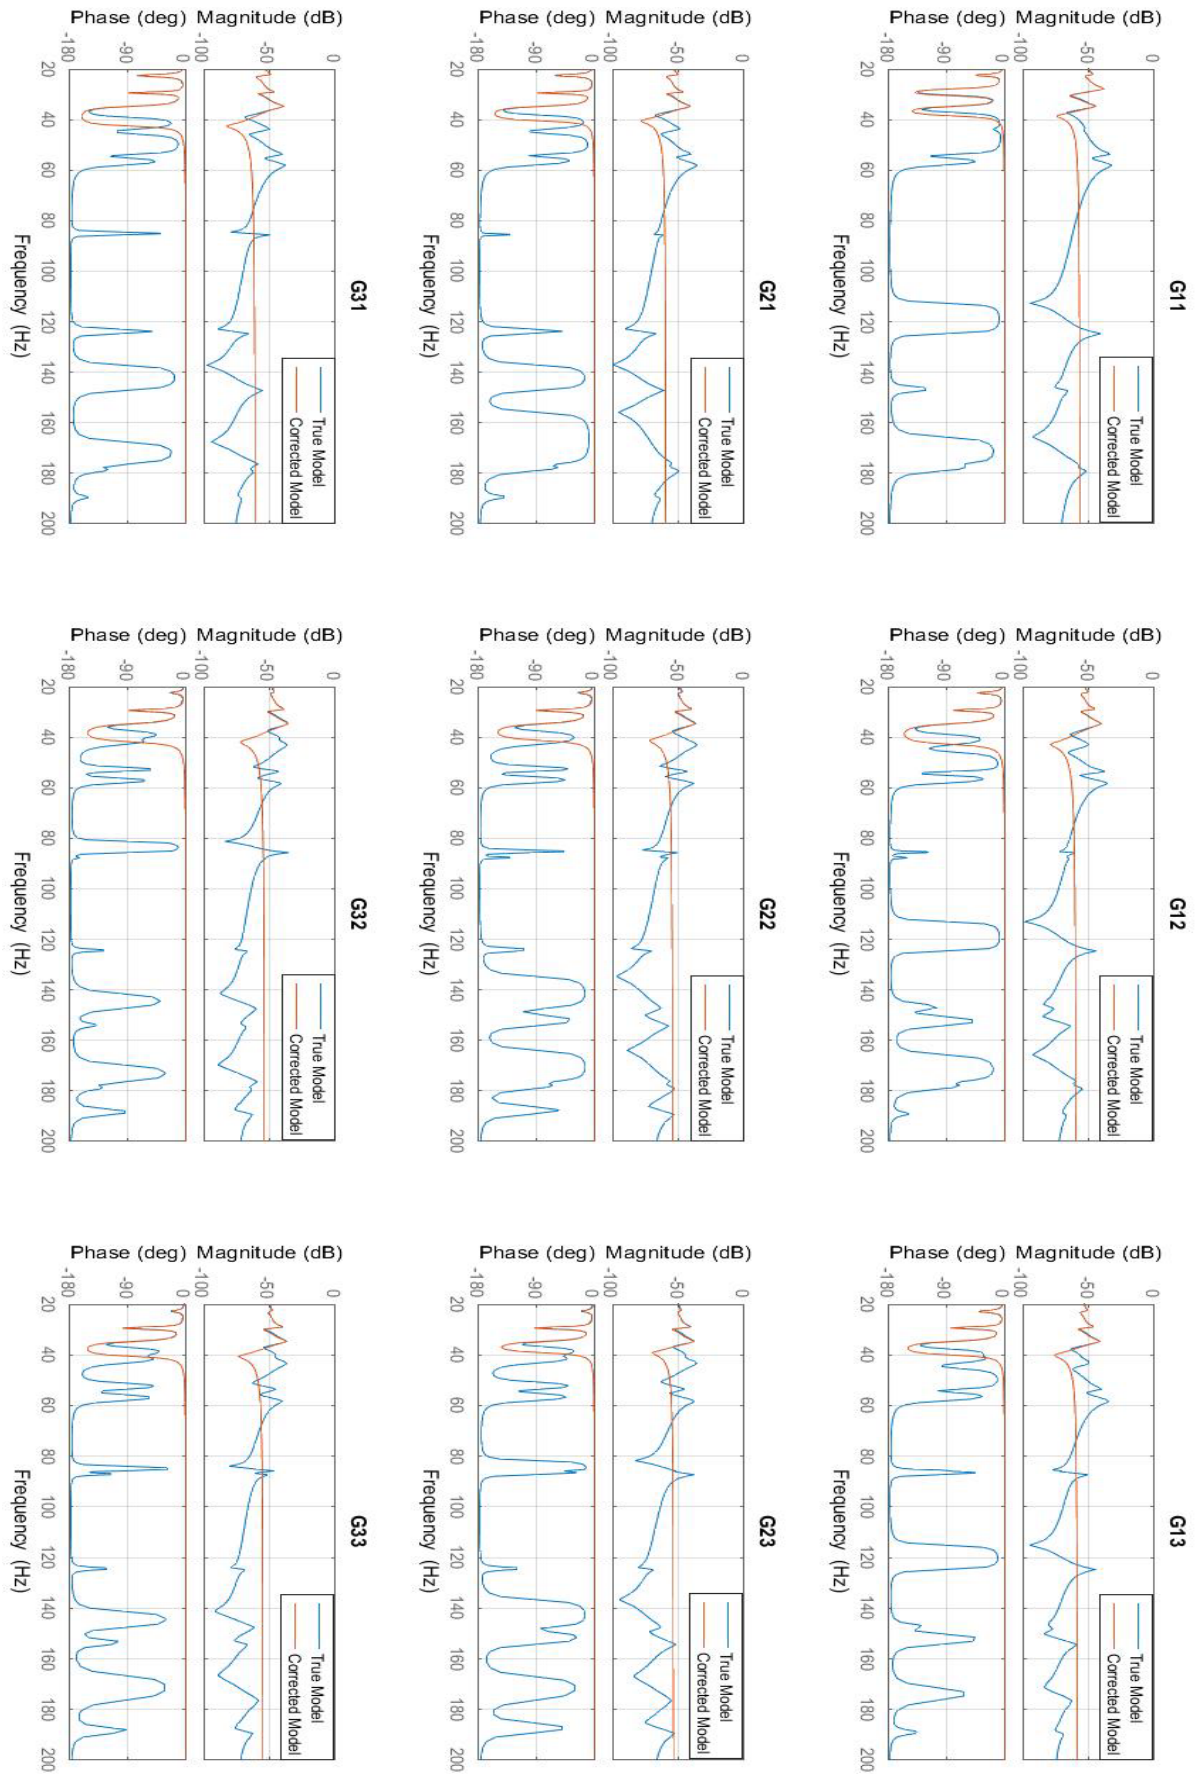 G11
Magnitude (dB)
0
-50
-100
True Model
Corrected Model
Phase (deg)
0
-90
-180
20 40 60 80 100 120 140 160 180 200
Frequency (Hz)
G12
Magnitude (dB)
0
-50
-100
True Model
Corrected Model
Phase (deg)
0
-90
-180
20 40 60 80 100 120 140 160 180 200
Frequency (Hz)
G13
Magnitude (dB)
0
-50
-100
True Model
Corrected Model
Phase (deg)
0
-90
-180
20 40 60 80 100 120 140 160 180 200
Frequency (Hz)
G21
Magnitude (dB)
0
-50
-100
True Model
Corrected Model
Phase (deg)
0
-90
-180
20 40 60 80 100 120 140 160 180 200
Frequency (Hz)
G22
Magnitude (dB)
0
-50
-100
True Model
Corrected Model
Phase (deg)
0
-90
-180
20 40 60 80 100 120 140 160 180 200
Frequency (Hz)
G23
Magnitude (dB)
0
-50
-100
True Model
Corrected Model
Phase (deg)
0
-90
-180
20 40 60 80 100 120 140 160 180 200
Frequency (Hz)
G31
Magnitude (dB)
0
-50
-100
True Model
Corrected Model
Phase (deg)
0
-90
-180
20 40 60 80 100 120 140 160 180 200
Frequency (Hz)
G32
Magnitude (dB)
0
-50
-100
True Model
Corrected Model
Phase (deg)
0
-90
-180
20 40 60 80 100 120 140 160 180 200
Frequency (Hz)
G33
Magnitude (dB)
0
-50
-100
True Model
Corrected Model
Phase (deg)
0
-90
-180
20 40 60 80 100 120 140 160 180 200
Frequency (Hz)